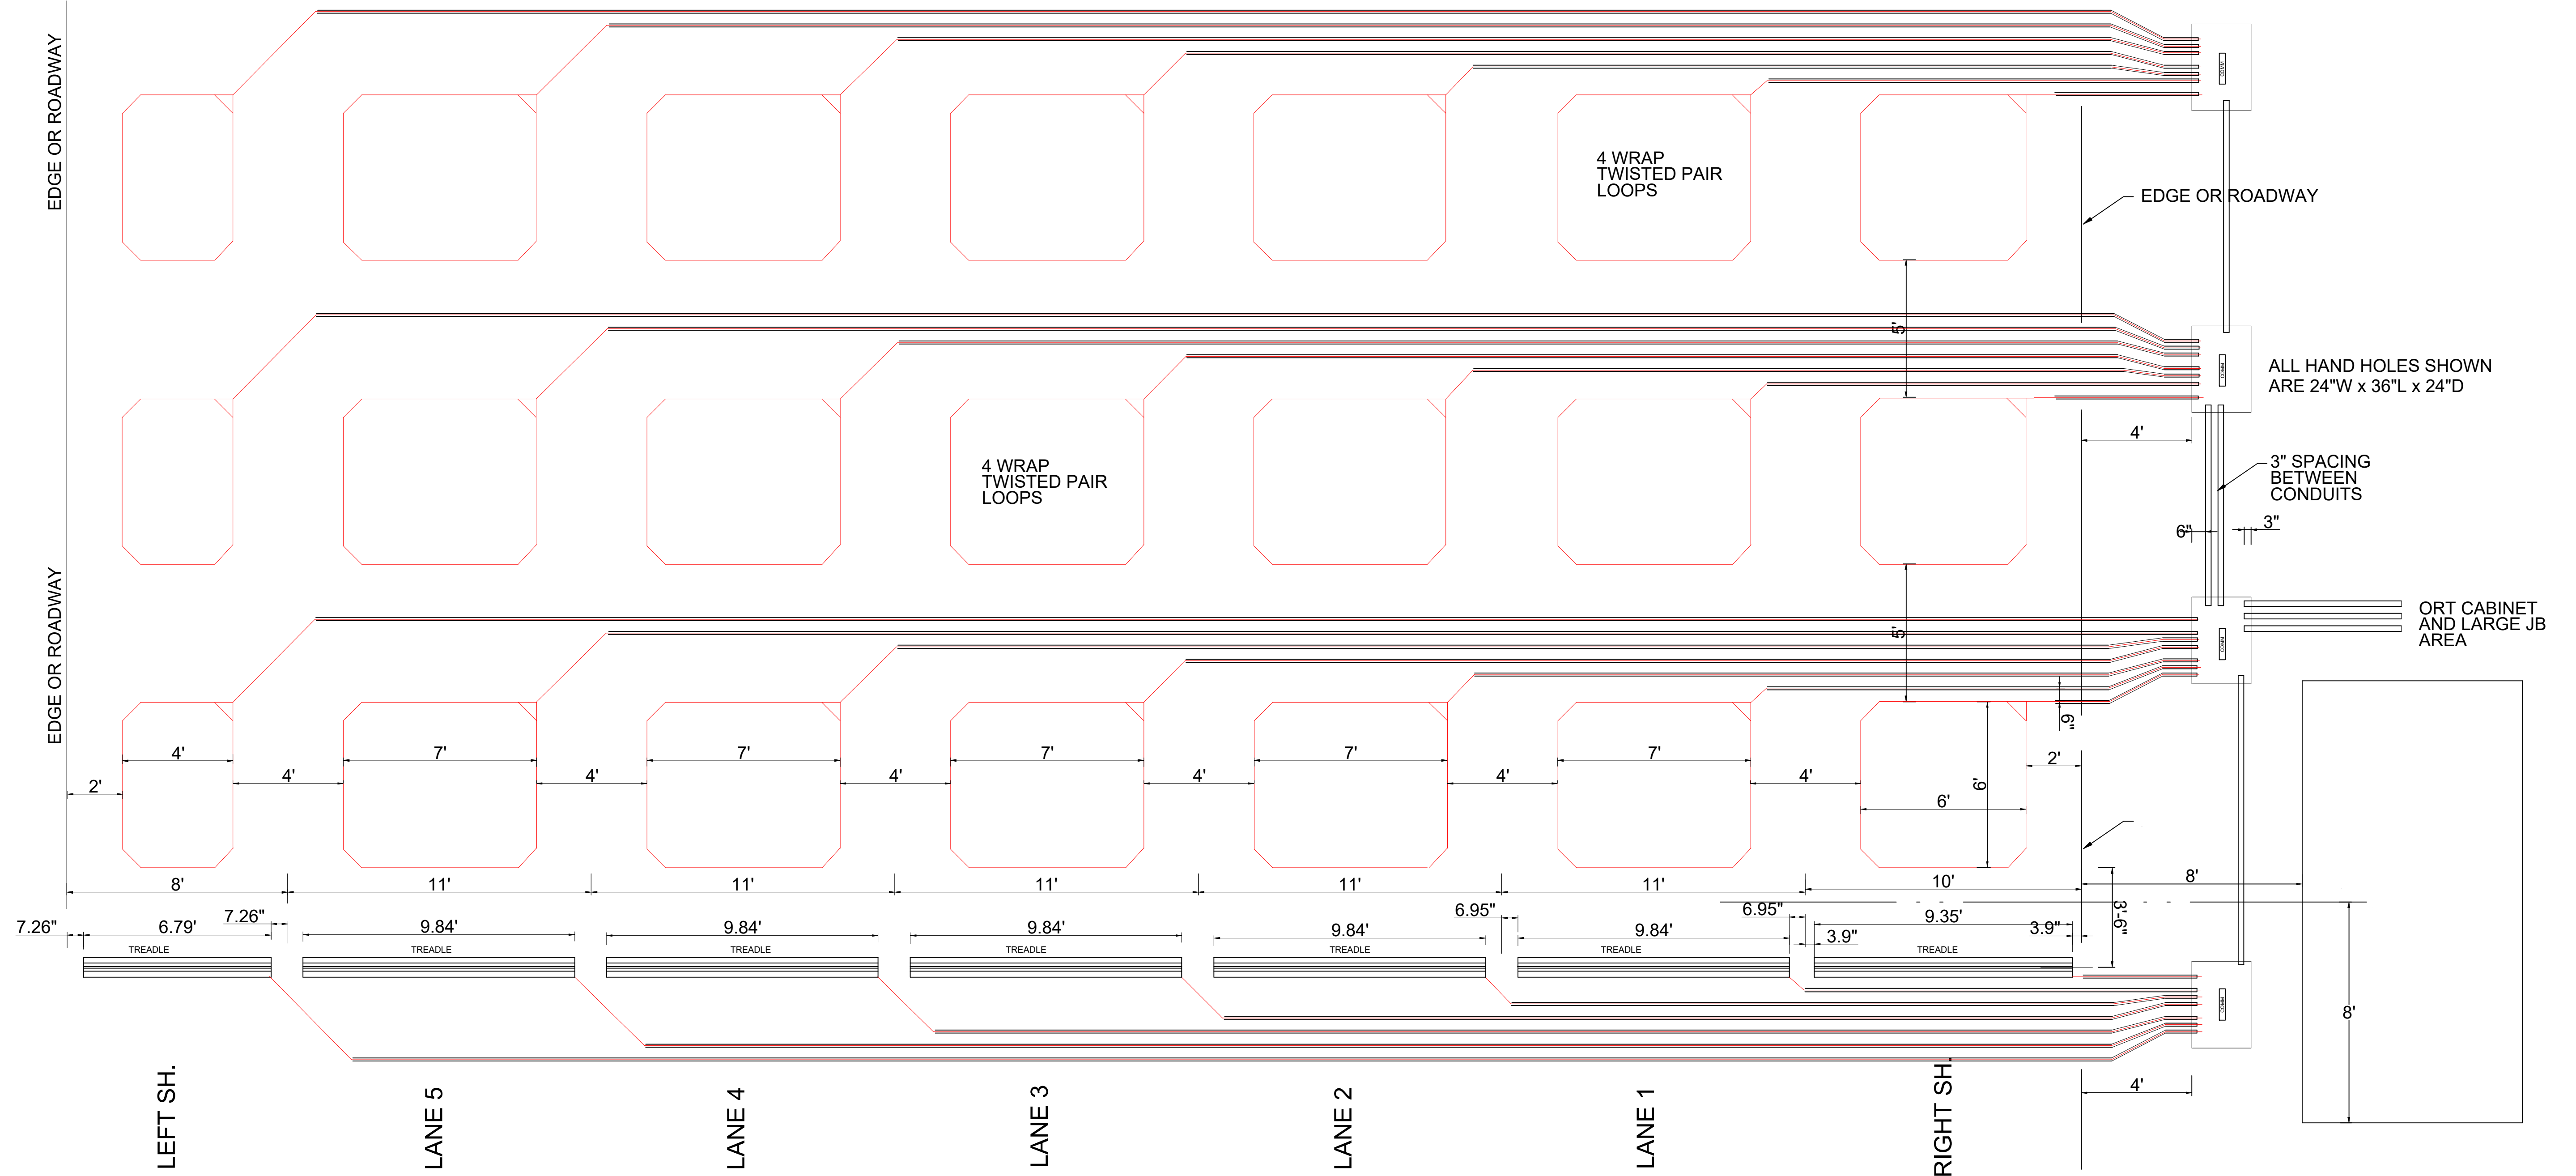 EDGE OR ROADWAY
COMM
4 WRAP
TWISTED PAIR
LOOPS
EDGE OR ROADWAY
5'
COMM
ALL HAND HOLES SHOWN
ARE 24"W x 36"L x 24"D
4'
4 WRAP
TWISTED PAIR
LOOPS
3" SPACING
BETWEEN
CONDUITS
6"
3"
EDGE OR ROADWAY
5'
COMM
ORT CABINET
AND LARGE JB
AREA
6"
4'
7'
7'
7'
7'
7'
2'
2'
4'
4'
4'
4'
4'
4'
6'
6'
8'
11'
11'
11'
11'
11'
10'
8'
7.26"
6.79'
7.26"
9.84'
9.84'
9.84'
9.84'
6.95"
9.84'
6.95"
3.9"
9.35'
3.9"
3'-6"
TREADLE
TREADLE
TREADLE
TREADLE
TREADLE
TREADLE
TREADLE
COMM
8'
4'
LEFT SH.
LANE 5
LANE 4
LANE 3
LANE 2
LANE 1
RIGHT SH.